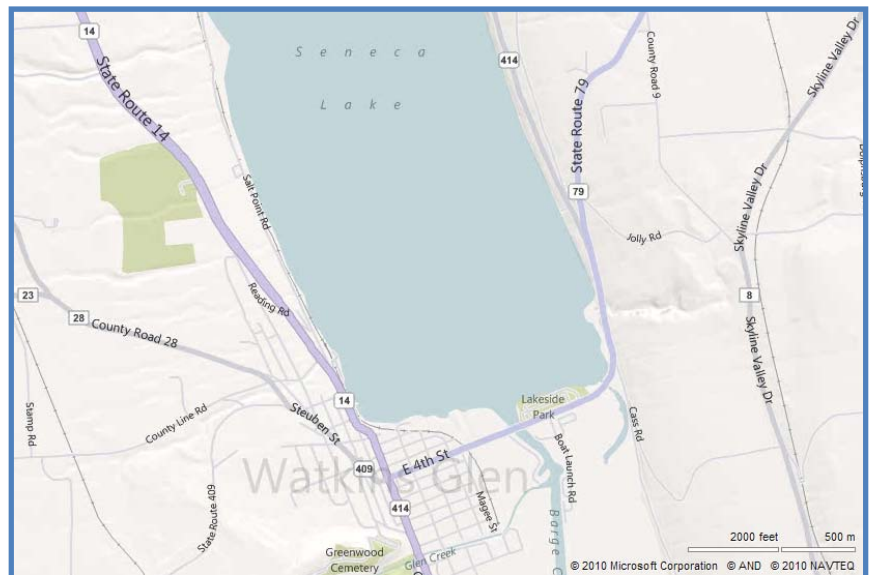 14
State Route 14
Seneca
Lake
414
State Route 79
County Road 9
Skyline Valley Dr
79
Salt Point Rd
Jolly Rd
Skyline Valley Dr
8
Skyline Valley Dr
23
28
County Road 28
Reading Rd
14
Stamp Rd
County Line Rd
Steuben St
Lakeside
Park
Cass Rd
Boat Launch Rd
E 4th St
409
Watkins Glen
414
State Route 409
Magee St
Barge C
Greenwood
Cemetery
Glen Creek
2000 feet
500 m
© 2010 Microsoft Corporation © AND © 2010 NAVTEQ